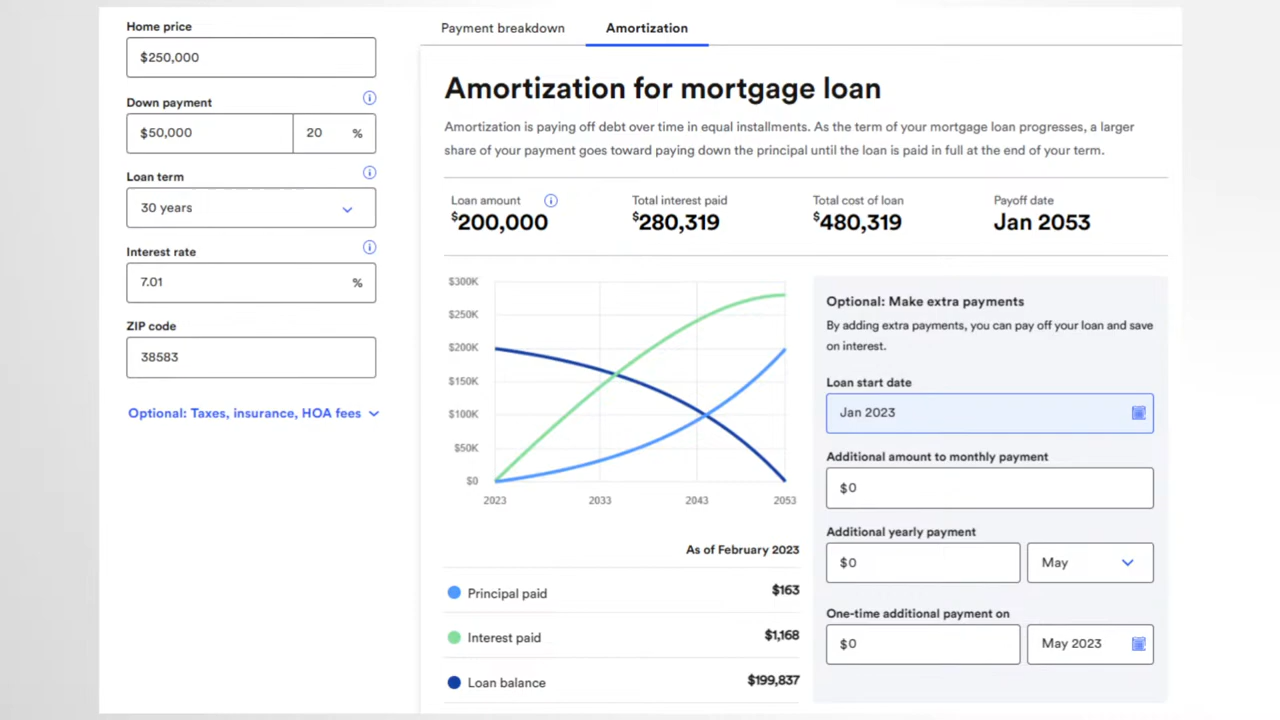 Home price
$250,000
Down payment
$50,000
20 %
Loan term
30 years
Interest rate
7.01 %
ZIP code
38583
Optional: Taxes, insurance, HOA fees
Payment breakdown
Amortization
Amortization for mortgage loan
Amortization is paying off debt over time in equal installments. As the term of your mortgage loan progresses, a larger
share of your payment goes toward paying down the principal until the loan is paid in full at the end of your term.
Loan amount
$200,000
Total interest paid
$280,319
Total cost of loan
$480,319
Payoff date
Jan 2053
$300K
$250K
$200K
$150K
$100K
$50K
$0
2023 2033 2043 2053
As of February 2023
Principal paid $163
Interest paid $1,168
Loan balance $199,837
Optional: Make extra payments
By adding extra payments, you can pay off your loan and save
on interest.
Loan start date
Jan 2023
Additional amount to monthly payment
$0
Additional yearly payment
$0
May
One-time additional payment on
$0
May 2023